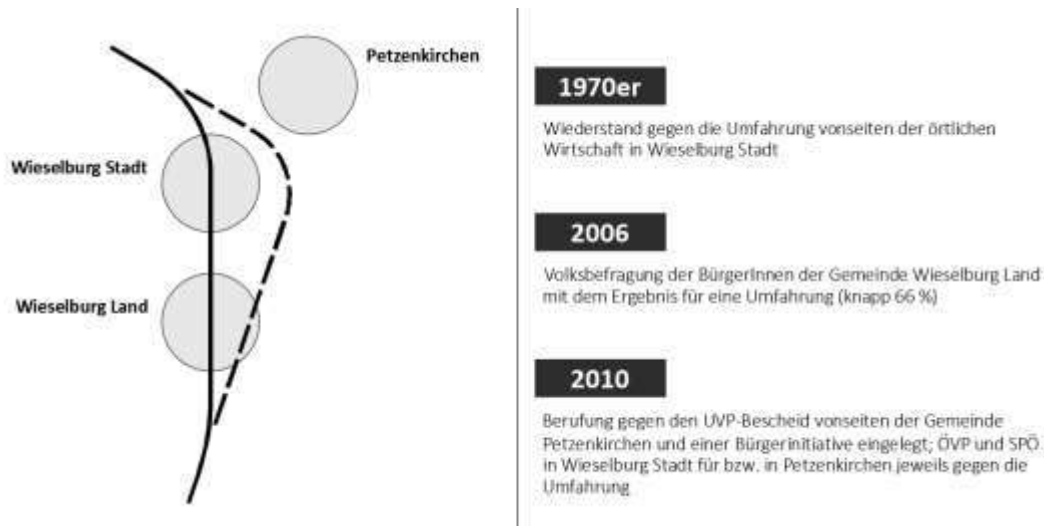 Petzenkirchen
Wieselburg Stadt
Wieselburg Land
1970er
Wiederstand gegen die Umfahrung vonseiten der örtlichen
Wirtschaft in Wieselburg Stadt
2006
Volksbefragung der BürgerInnen der Gemeinde Wieselburg Land
mit dem Ergebnis für eine Umfahrung (knapp 66 %)
2010
Berufung gegen den UVP-Bescheid vonseiten der Gemeinde
Petzenkirchen und einer Bürgerinitiative eingelegt; ÖVP und SPÖ
in Wieselburg Stadt für bzw. in Petzenkirchen jeweils gegen die
Umfahrung